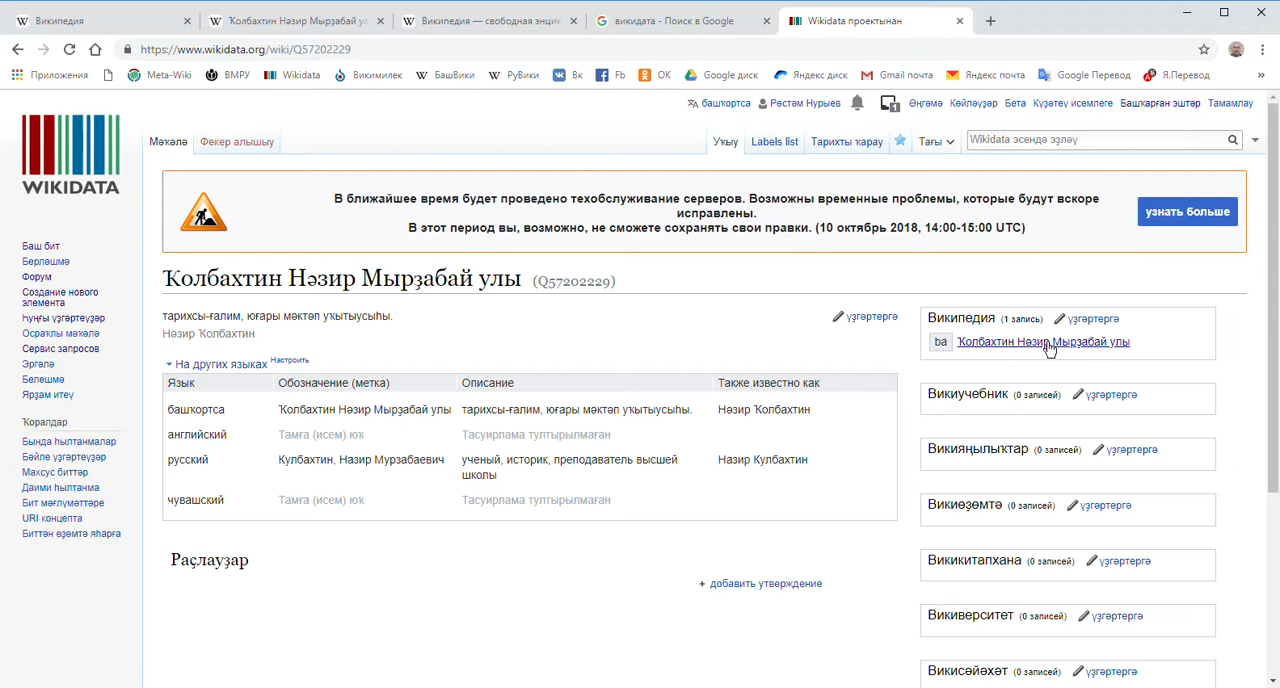 Википедия
Ҡолбахтин Нәзир Мырҙабай ул
Википедия — свободная энцик
викидата - Поиск в Google
Wikidata проектынан
https://www.wikidata.org/wiki/Q57202229
Приложения Meta-Wiki ВМРУ Wikidata Викимилек БашВики РуВики Вк Fb ОК Google диск Яндекс диск Gmail почта Яндекс почта Google Перевод Я.Перевод »
башҡортса Рөстәм Нурыев 1 Әңгәмә Көйләүҙәр Бета Күҙәтеү исемлеге Башҡарған эштәр Тамамлау
WIKIDATA
Мәҡәлә Фекер алышыу Уҡыу Labels list Тарихты ҡарау Тағы Wikidata эсендә эҙләү
В ближайшее время будет проведено техобслуживание серверов. Возможны временные проблемы, которые будут вскоре
исправлены.
В этот период вы, возможно, не сможете сохранять свои правки. (10 октябрь 2018, 14:00-15:00 UTC)
узнать больше
Баш бит
Берләшмә
Форум
Создание нового
элемента
Һуңғы үҙгәртеүҙәр
Осраҡлы мәҡәлә
Сервис запросов
Эргәлә
Белешмә
Ярҙам итеү
Ҡоралдар
Бында һылтанмалар
Бәйле үҙгәртеүҙәр
Махсус биттәр
Даими һылтанма
Бит мәғлүмәттәре
URI концепта
Биттән өҙөмтә яһарға
Ҡолбахтин Нәзир Мырҙабай улы (Q57202229)
тарихсы-ғалим, юғары мәктәп уҡытыусыһы. үҙгәртергә
Нәзир Ҡолбахтин
На других языках Настроить
Язык Обозначение (метка) Описание Также известно как
башҡортса Ҡолбахтин Нәзир Мырҙабай улы тарихсы-ғалим, юғары мәктәп уҡытыусыһы. Нәзир Ҡолбахтин
английский Тамға (исем) юҡ Тасуирлама тултырылмаған
русский Кулбахтин, Назир Мурзабаевич ученый, историк, преподаватель высшей
школы Назир Кулбахтин
чувашский Тамға (исем) юҡ Тасуирлама тултырылмаған
Раҫлауҙар
+ добавить утверждение
Википедия (1 запись) үҙгәртергә
ba Ҡолбахтин Нәзир Мырҙабай улы
Викиучебник (0 записей) үҙгәртергә
Викияңылыҡтар (0 записей) үҙгәртергә
Викиөҙөмтә (0 записей) үҙгәртергә
Викикитапхана (0 записей) үҙгәртергә
Викиверситет (0 записей) үҙгәртергә
Викисәйәхәт (0 записей) үҙгәртергә